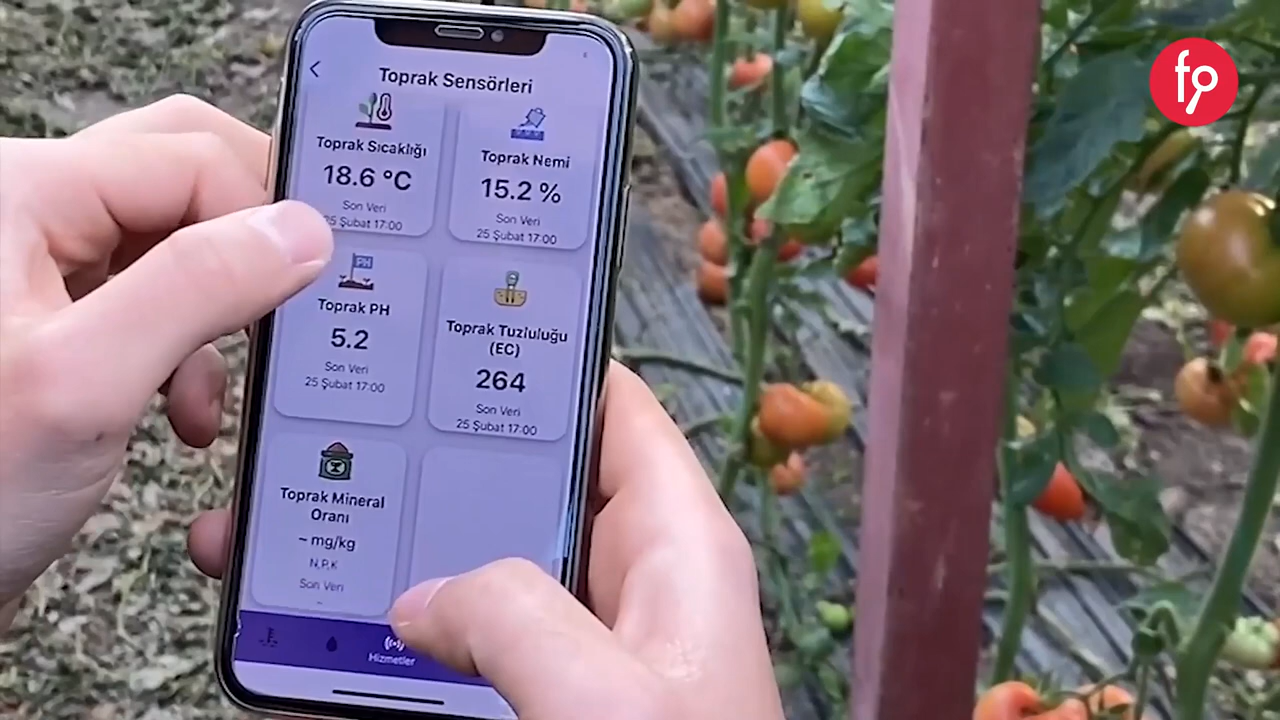 Toprak Sensörleri
Toprak Sıcaklığı
18.6 °C
Son Veri
25 Şubat 17:00
Toprak Nemi
15.2 %
Son Veri
25 Şubat 17:00
PH
Toprak PH
5.2
Son Veri
25 Şubat 17:00
Toprak Tuzluluğu
(EC)
264
Son Veri
25 Şubat 17:00
Toprak Mineral
Oranı
~ mg/kg
N,P,K
Son Veri
~
Hizmetler
fp